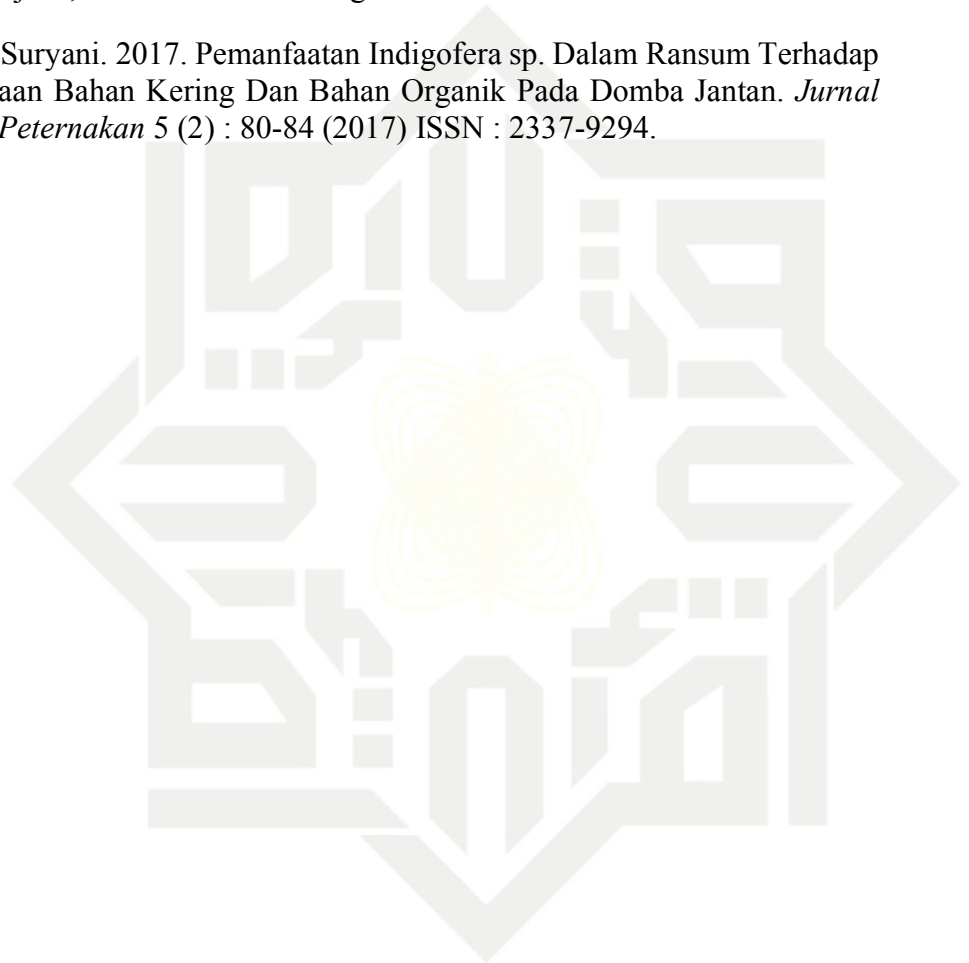 Suryani. 2017. Pemanfaatan Indigofera sp. Dalam Ransum Terhadap
aan Bahan Kering Dan Bahan Organik Pada Domba Jantan. Jurnal
Peternakan 5 (2) : 80-84 (2017) ISSN : 2337-9294.